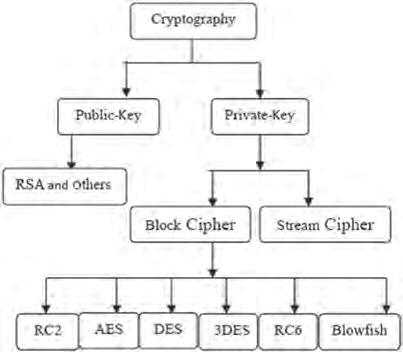 Cryptography
Public-Key
Private-Key
RSA and Others
Block Cipher
Stream Cipher
RC2
AES
DES
3DES
RC6
Blowfish